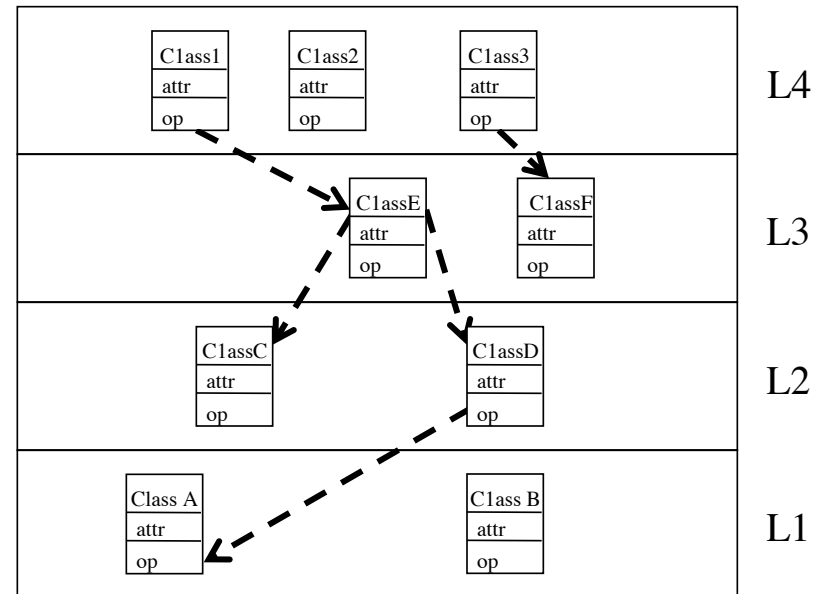 C1ass1
attr
op
C1ass2
attr
op
C1ass3
attr
op
L4
C1assE
attr
op
C1assF
attr
op
L3
C1assC
attr
op
C1assD
attr
op
L2
Class A
attr
op
C1ass B
attr
op
L1